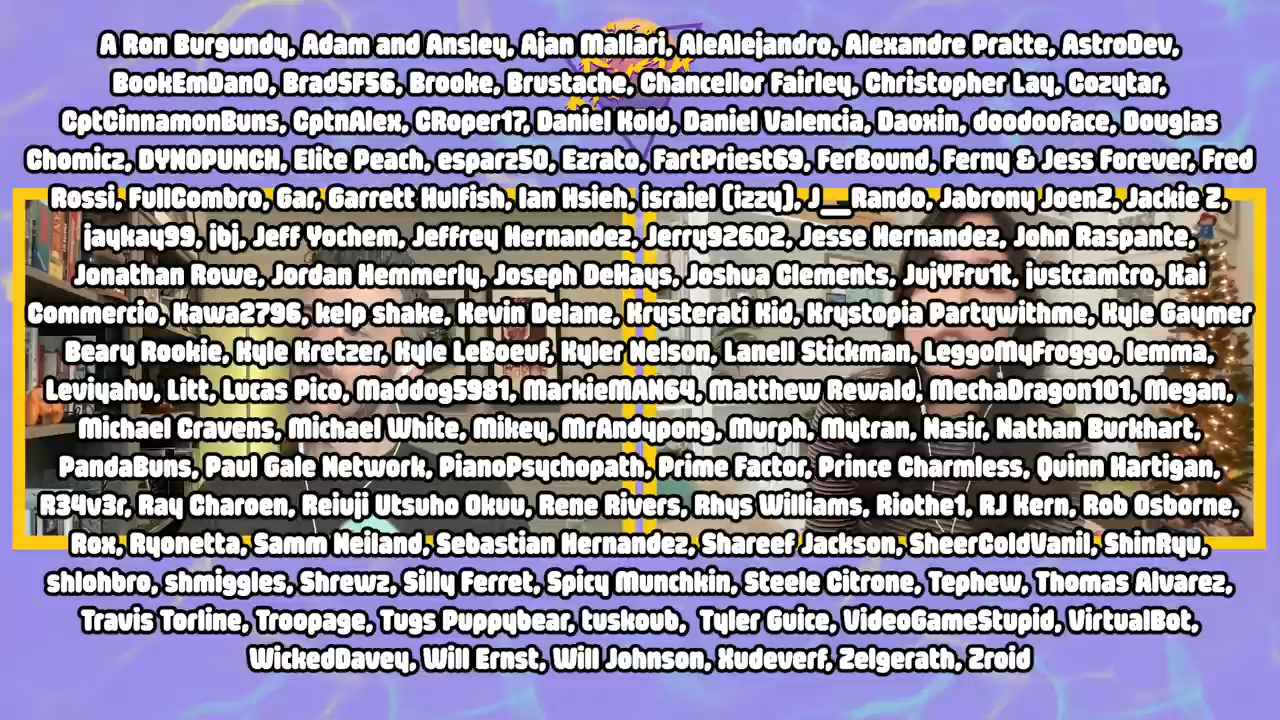 A Ron Burgundy, Adam and Ansley, Ajan Mallari, AleAlejandro, Alexandre Pratte, AstroDev,
BookEmDan0, BradSF56, Brooke, Brustache, Chancellor Fairley, Christopher Lay, Cozytar,
CptCinnamonBuns, CptnAlex, CRoper17, Daniel Kold, Daniel Valencia, Daoxin, doodooface, Douglas
Chomicz, DYNOPUNCH, Elite Peach, esparz50, Ezrato, FartPriest69, FerBound, Ferny & Jess Forever, Fred
Rossi, FullCombro, Gar, Garrett Hulfish, Ian Hsieh, israiel (izzy), J__Rando, Jabrony Joen2, Jackie 2,
jaykay99, jbj, Jeff Yochem, Jeffrey Hernandez, Jerry92602, Jesse Hernandez, John Raspante,
Jonathan Rowe, Jordan Hemmerly, Joseph DeHays, Joshua Clements, JujYFru1t, justcamtro, Kai
Commercio, Kawa2796, kelp shake, Kevin Delane, Krysterati Kid, Krystopia Partywithme, Kyle Gaymer
Beary Rookie, Kyle Kretzer, Kyle LeBoeuf, Kyler Nelson, Lanell Stickman, LeggoMyFroggo, lemma,
Leviyahu, Litt, Lucas Pico, Maddog5981, MarkieMAN64, Matthew Rewald, MechaDragon101, Megan,
Michael Cravens, Michael White, Mikey, MrAndypong, Murph, Mytran, Nasir, Nathan Burkhart,
PandaBuns, Paul Gale Network, PianoPsychopath, Prime Factor, Prince Charmless, Quinn Hartigan,
R34v3r, Ray Charoen, Reiuji Utsuho Okuu, Rene Rivers, Rhys Williams, Riothe1, RJ Kern, Rob Osborne,
Rox, Ryonetta, Samm Neiland, Sebastian Hernandez, Shareef Jackson, SheerColdVanil, ShinRyu,
shlohbro, shmiggles, Shrewz, Silly Ferret, Spicy Munchkin, Steele Citrone, Tephew, Thomas Alvarez,
Travis Torline, Troopage, Tugs Puppybear, tuskoub, Tyler Guice, VideoGameStupid, VirtualBot,
WickedDavey, Will Ernst, Will Johnson, Xudeverf, Zelgerath, Zroid